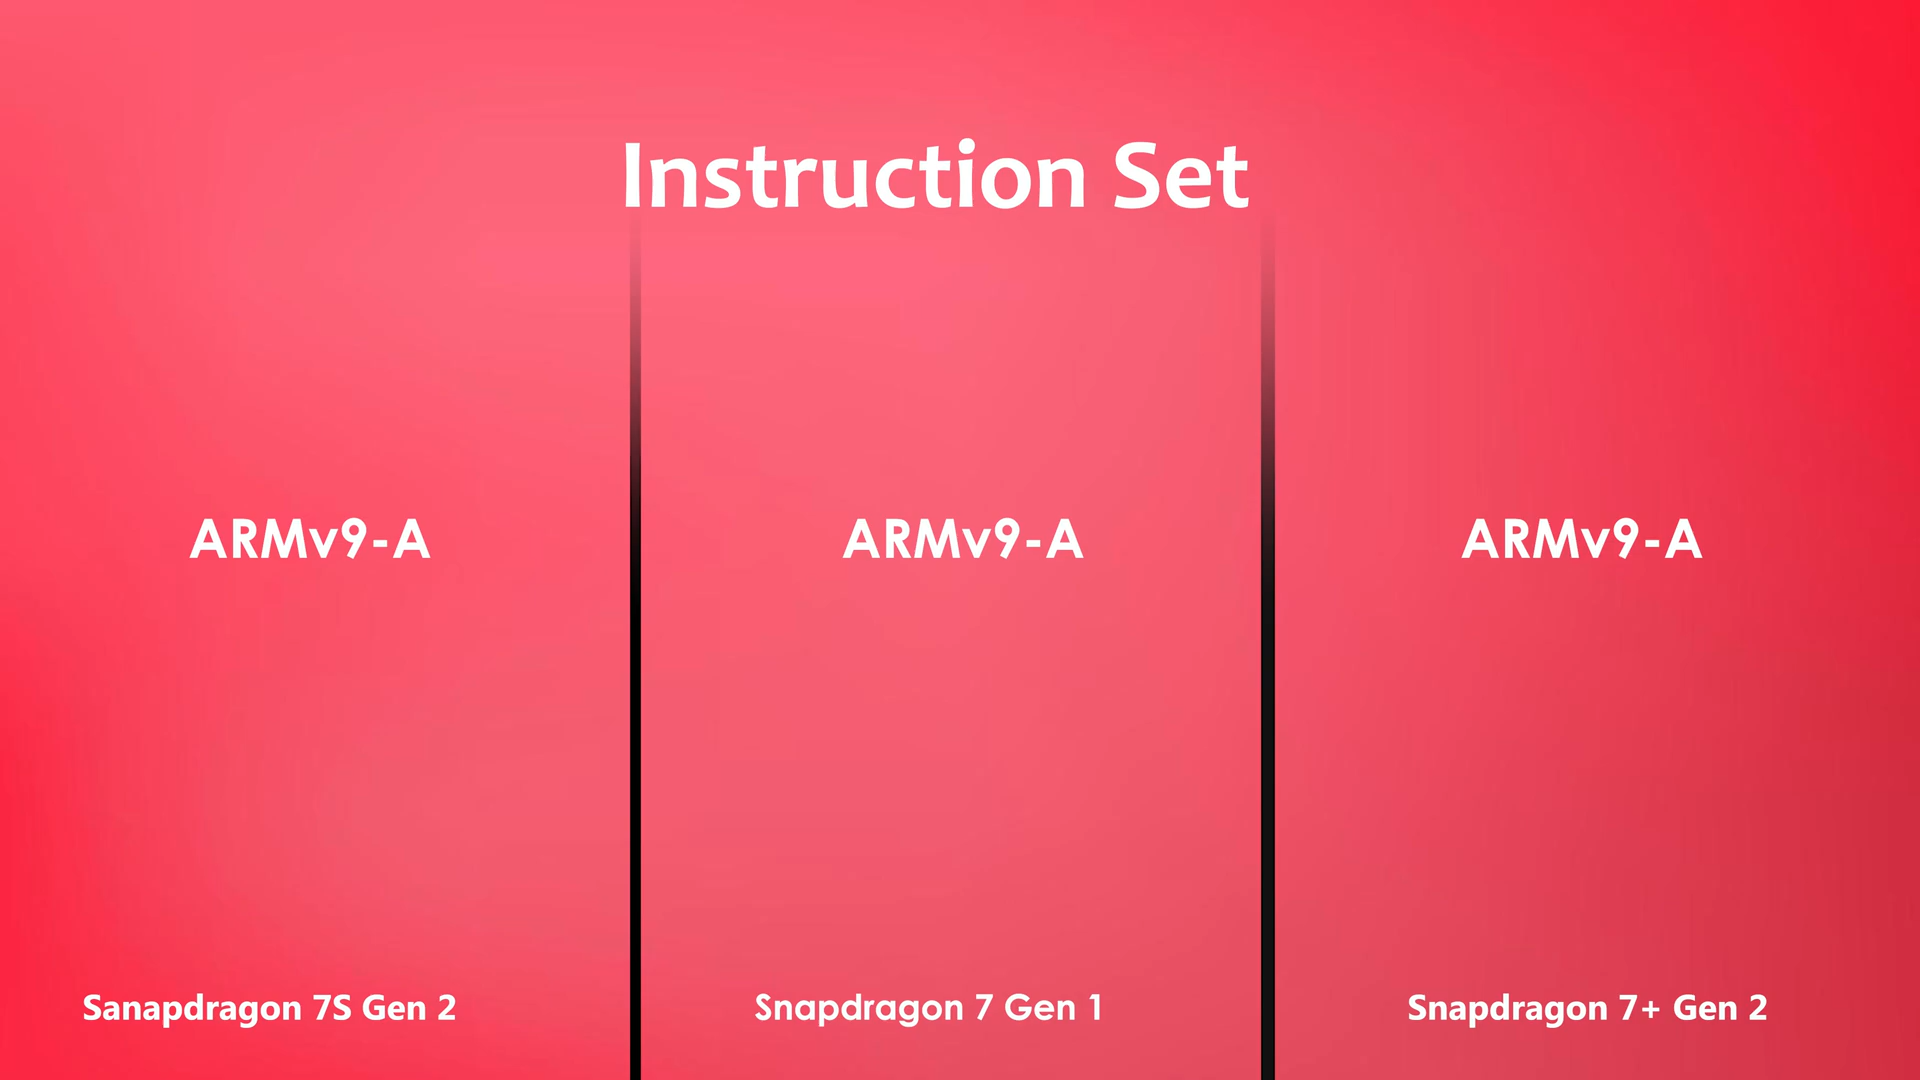 Instruction Set
ARMv9-A
ARMv9-A
ARMv9-A
Sanapdragon 7S Gen 2
Snapdragon 7 Gen 1
Snapdragon 7+ Gen 2